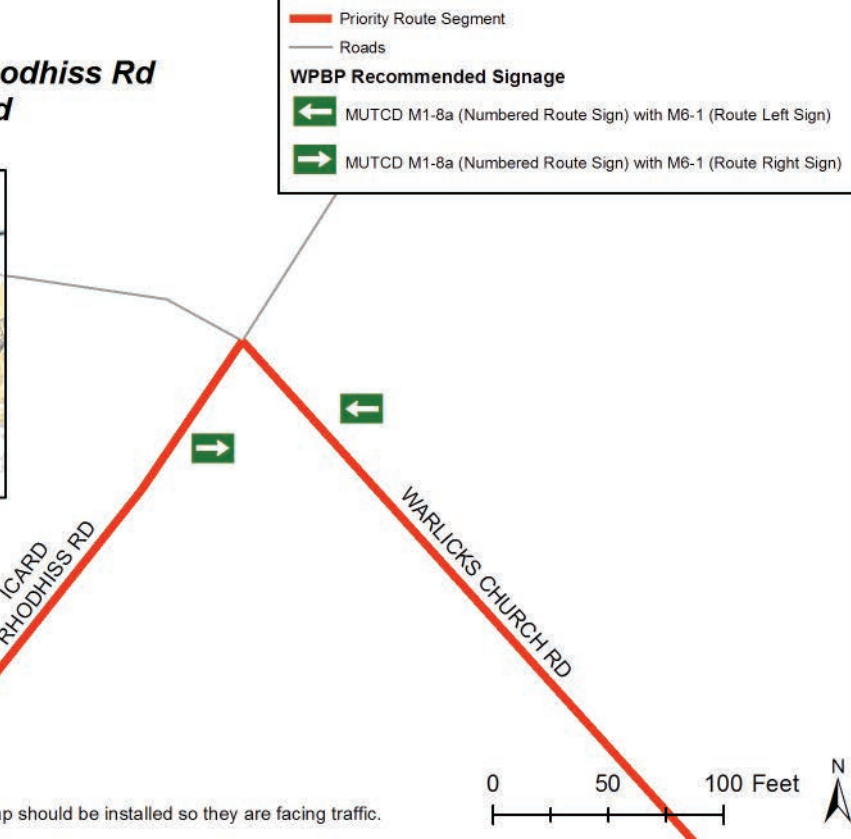 Priority Route Segment
Roads
WPBP Recommended Signage
MUTCD M1-8a (Numbered Route Sign) with M6-1 (Route Left Sign)
MUTCD M1-8a (Numbered Route Sign) with M6-1 (Route Right Sign)
odhiss Rd
d
ICARD
RHODHISS RD
WARLICKS CHURCH RD
0 50 100 Feet
N
p should be installed so they are facing traffic.